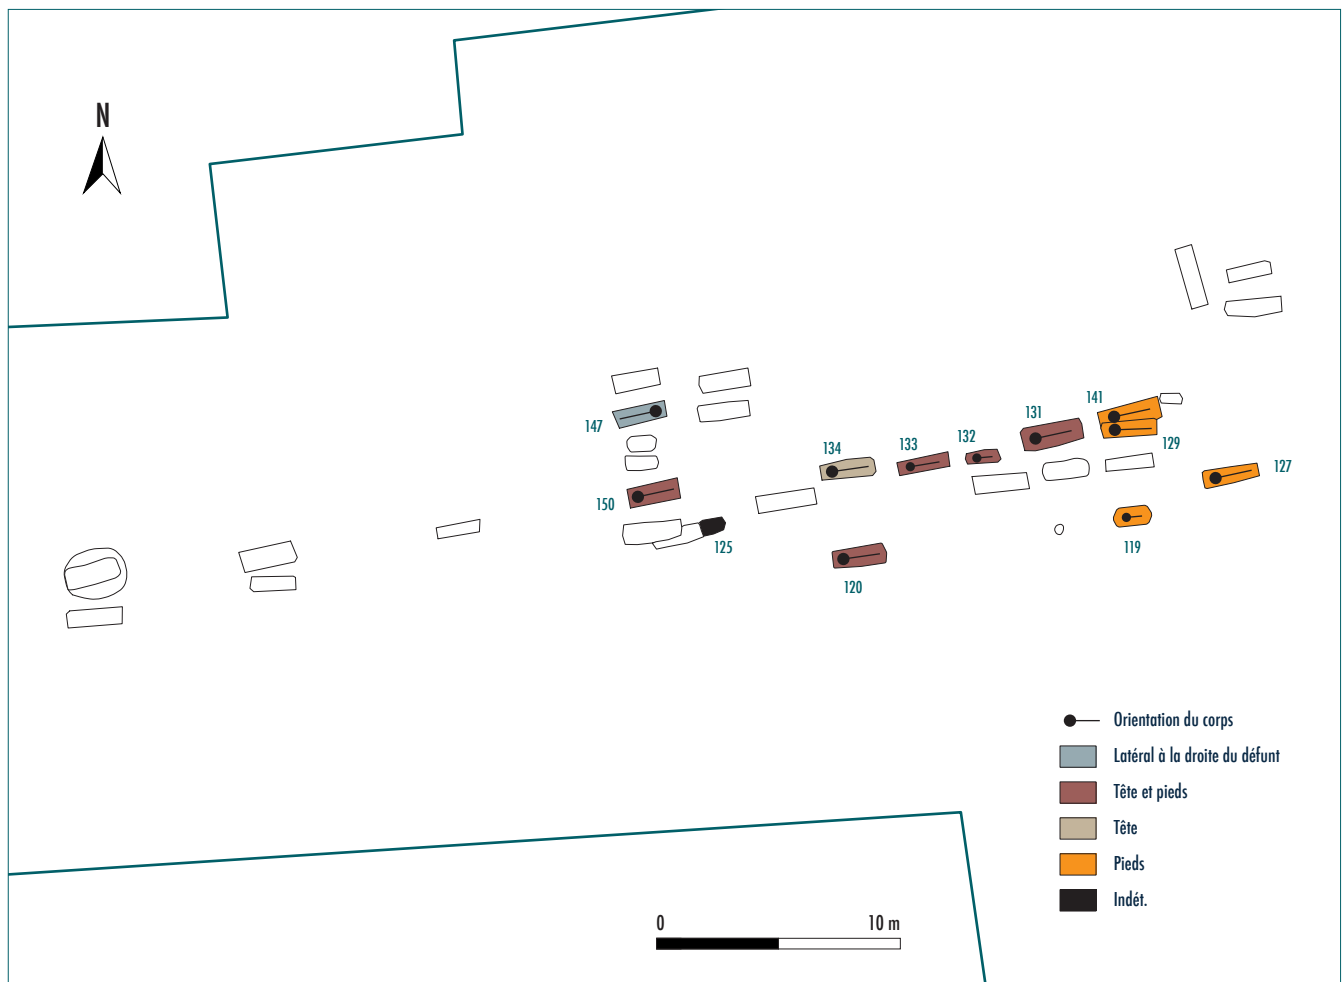 N
147
150
125
134
133
132
131
141
129
127
119
120
Orientation du corps
Latéral à la droite du défunt
Tête et pieds
Tête
Pieds
Indét.
0 10 m